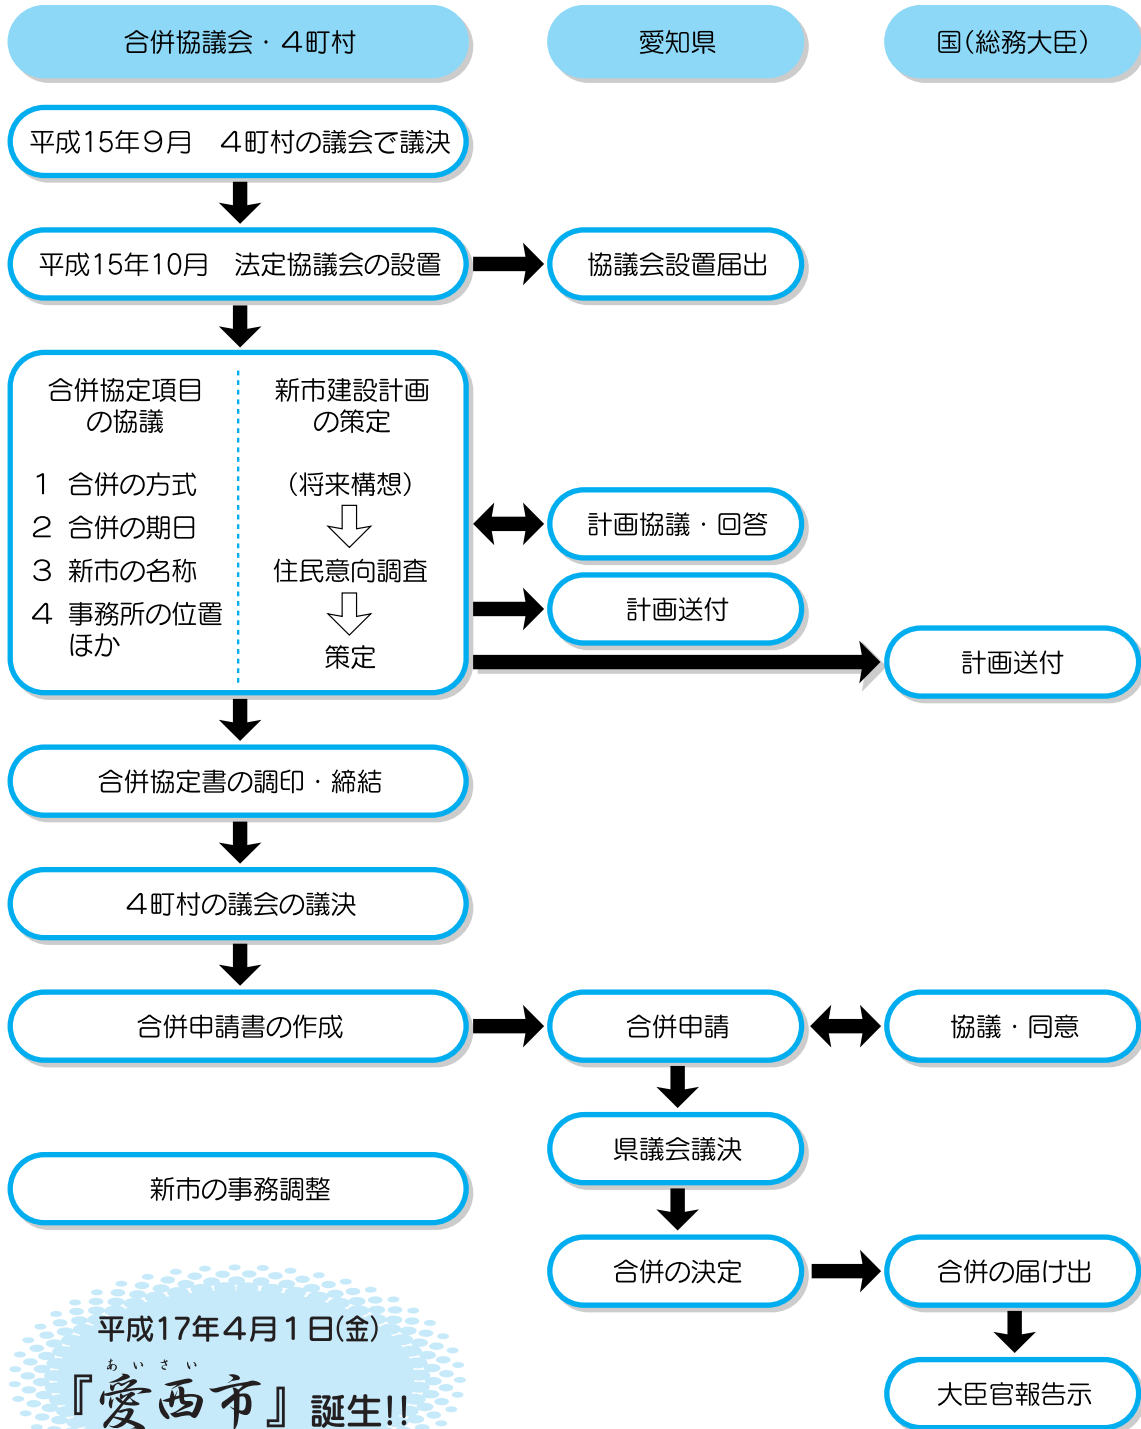 合併協議会・４町村
愛知県
国(総務大臣)
平成15年９月　４町村の議会で議決
平成15年10月　法定協議会の設置
協議会設置届出
合併協定項目
の協議
1 合併の方式
2 合併の期日
3 新市の名称
4 事務所の位置
ほか
新市建設計画
の策定
(将来構想)
住民意向調査
策定
計画協議・回答
計画送付
計画送付
合併協定書の調印・締結
４町村の議会の議決
合併申請書の作成
合併申請
協議・同意
県議会議決
新市の事務調整
合併の決定
合併の届け出
大臣官報告示
平成17年４月１日(金)
あいさい
『愛西市』誕生!!